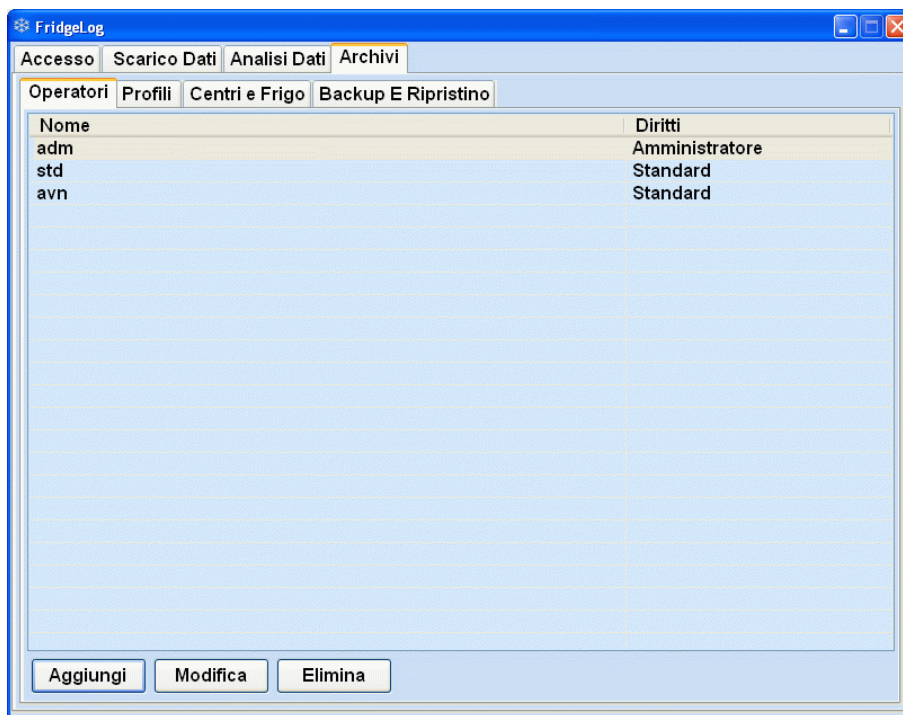 FridgeLog
Accesso Scarico Dati Analisi Dati Archivi
Operatori Profili Centri e Frigo Backup E Ripristino
Nome Diritti
adm Amministratore
std Standard
avn Standard
Aggiungi Modifica Elimina